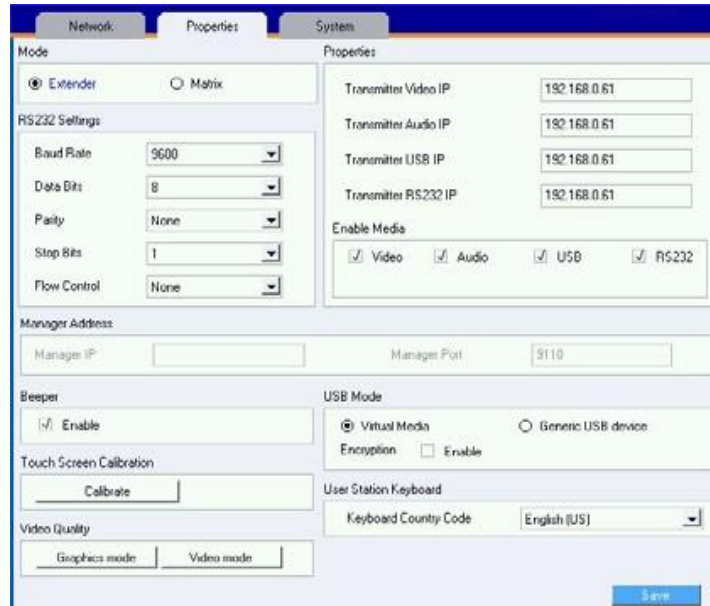 Network Properties System
Mode
Extender Matrix
RS232 Settings
Baud Rate 9600
Data Bits 8
Parity None
Stop Bits 1
Flow Control None
Properties
Transmitter Video IP 192.168.0.61
Transmitter Audio IP 192.168.0.61
Transmitter USB IP 192.168.0.61
Transmitter RS232 IP 192.168.0.61
Enable Media
Video Audio USB RS232
Manager Address
Manager IP Manager Port 9110
Beeper
Enable
Touch Screen Calibration
Calibrate
Video Quality
Graphics mode Video mode
USB Mode
Virtual Media Generic USB device
Encryption Enable
User Station Keyboard
Keyboard Country Code English (US)
Save